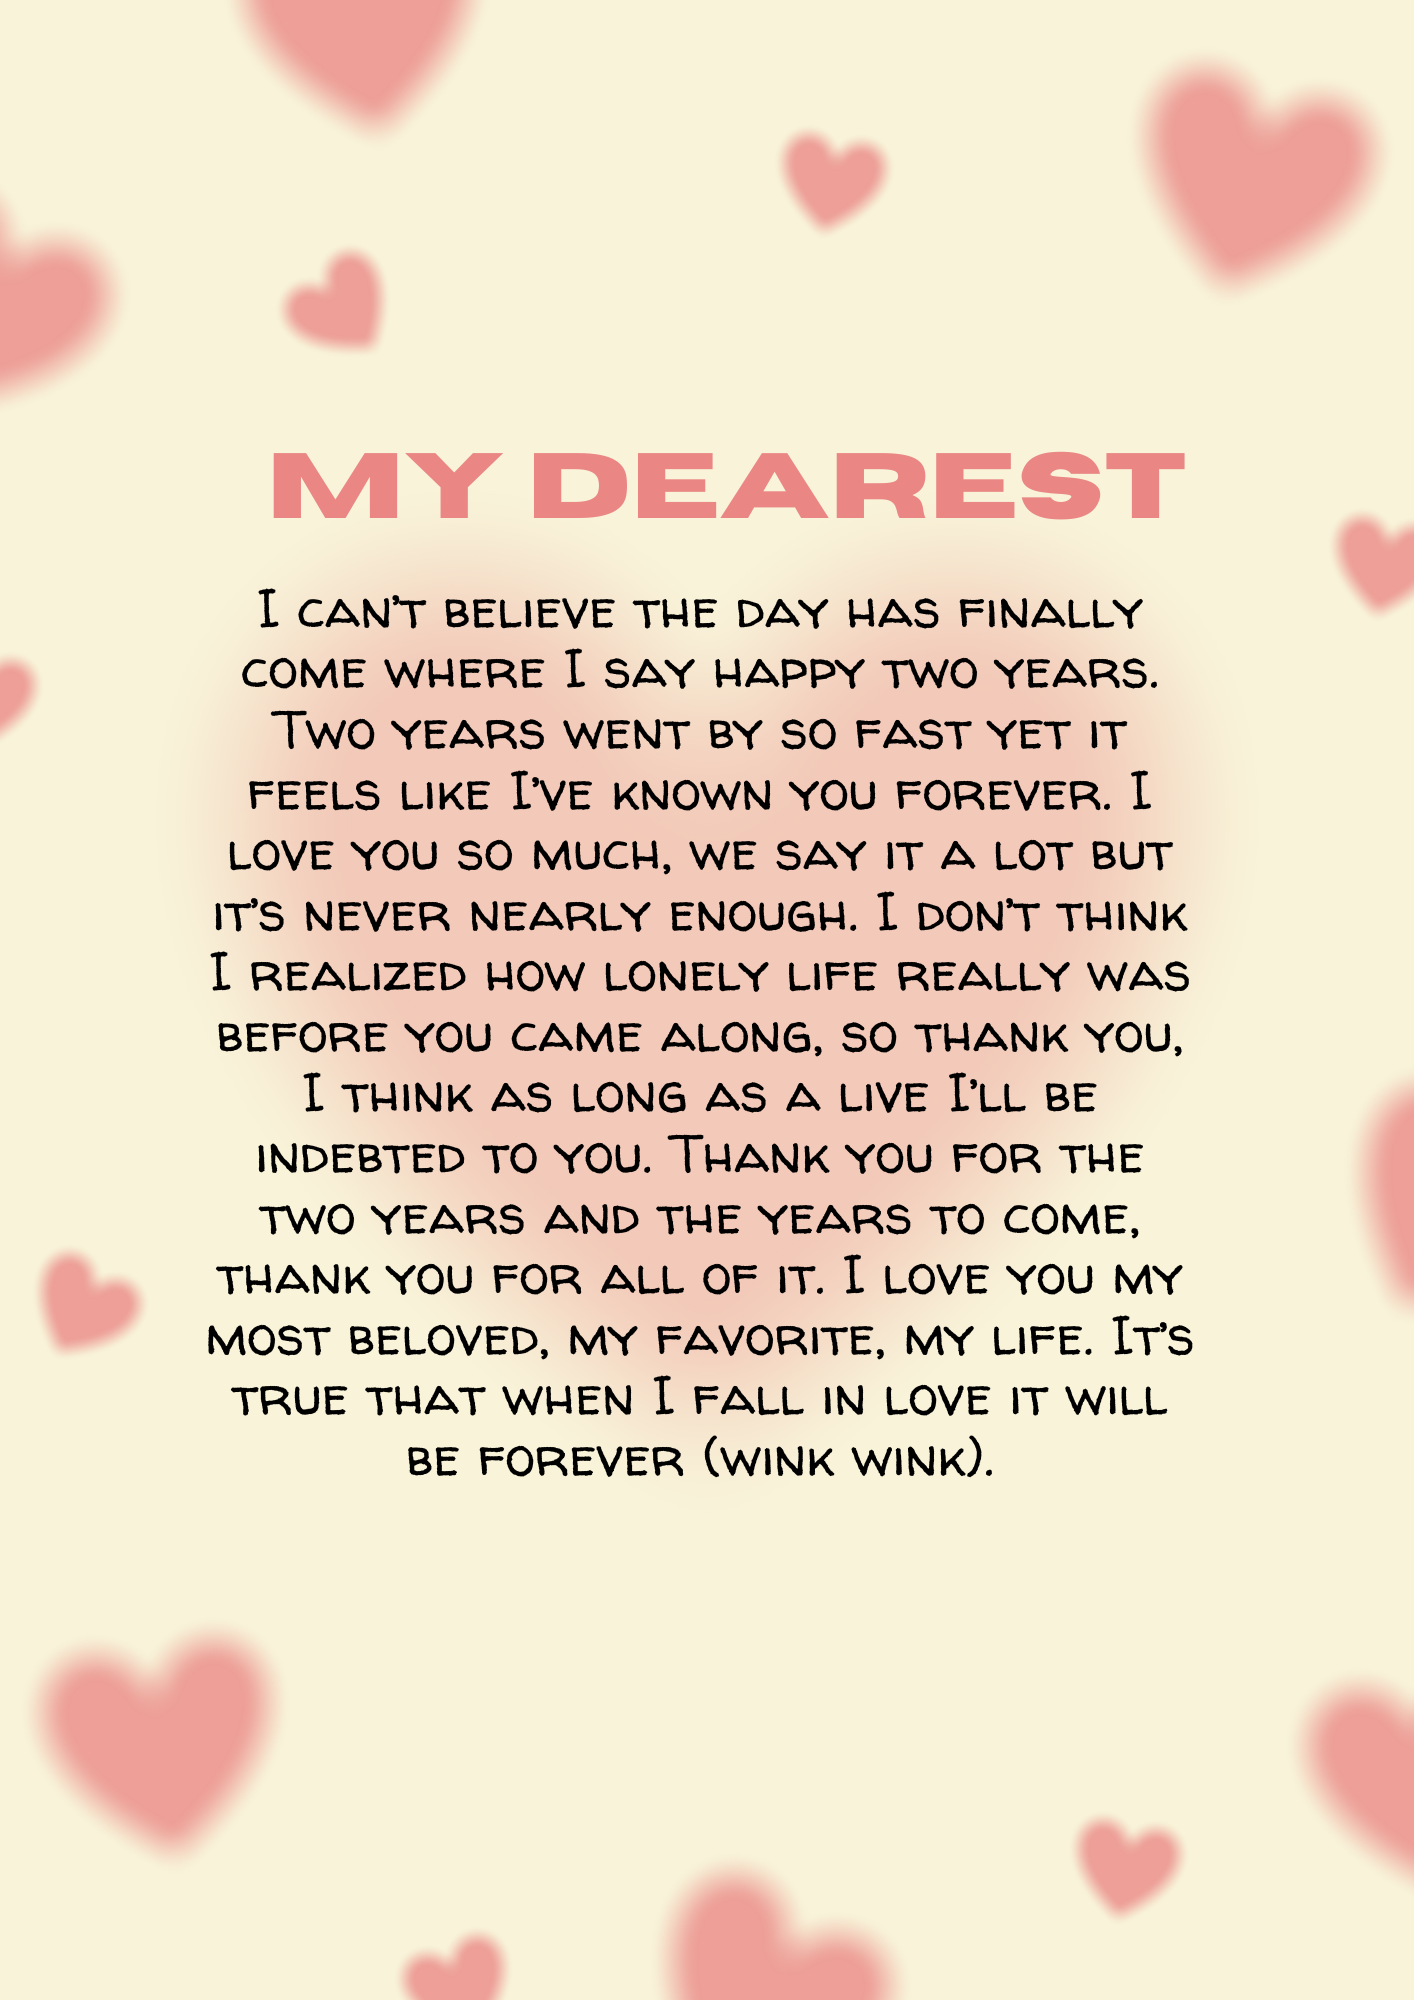 MY DEAREST
I can't believe the day has finally
come where I say happy two years.
Two years went by so fast yet it
feels like I've known you forever. I
love you so much, we say it a lot but
it's never nearly enough. I don't think
I realized how lonely life really was
before you came along, so thank you,
I think as long as a live I'll be
indebted to you. Thank you for the
two years and the years to come,
thank you for all of it. I love you my
most beloved, my favorite, my life. It's
true that when I fall in love it will
be forever (wink wink).